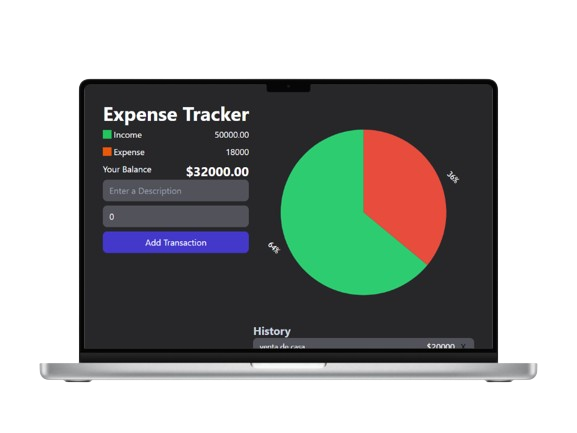 Expense Tracker
Income 50000.00
Expense 18000
Your Balance $32000.00
Enter a Description
0
Add Transaction
36%
64%
History
venta de casa $20000 X